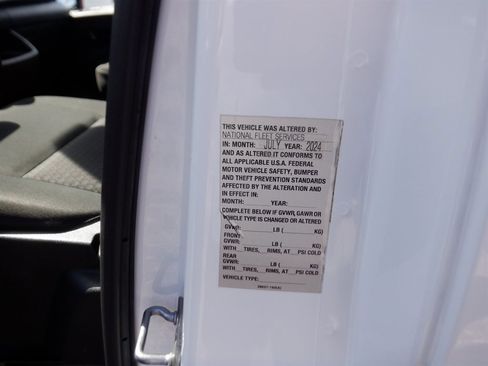 THIS VEHICLE WAS ALTERED BY:
NATIONAL FLEET SERVICES
IN: MONTH: JULY YEAR: 2024
AND AS ALTERED IT CONFORMS TO
ALL APPLICABLE U.S.A. FEDERAL
MOTOR VEHICLE SAFETY, BUMPER
AND THEFT PREVENTION STANDARDS
AFFECTED BY THE ALTERATION AND
IN EFFECT IN:
MONTH: YEAR:
COMPLETE BELOW IF GVWR, GAWR OR
VEHICLE TYPE IS CHANGED OR ALTERED
GVWR: LB ( KG)
FRONT
GVWR: LB ( KG)
WITH TIRES, RIMS, AT PSI COLD
REAR
GVWR: LB ( KG)
WITH TIRES, RIMS, AT PSI COLD
VEHICLE TYPE: